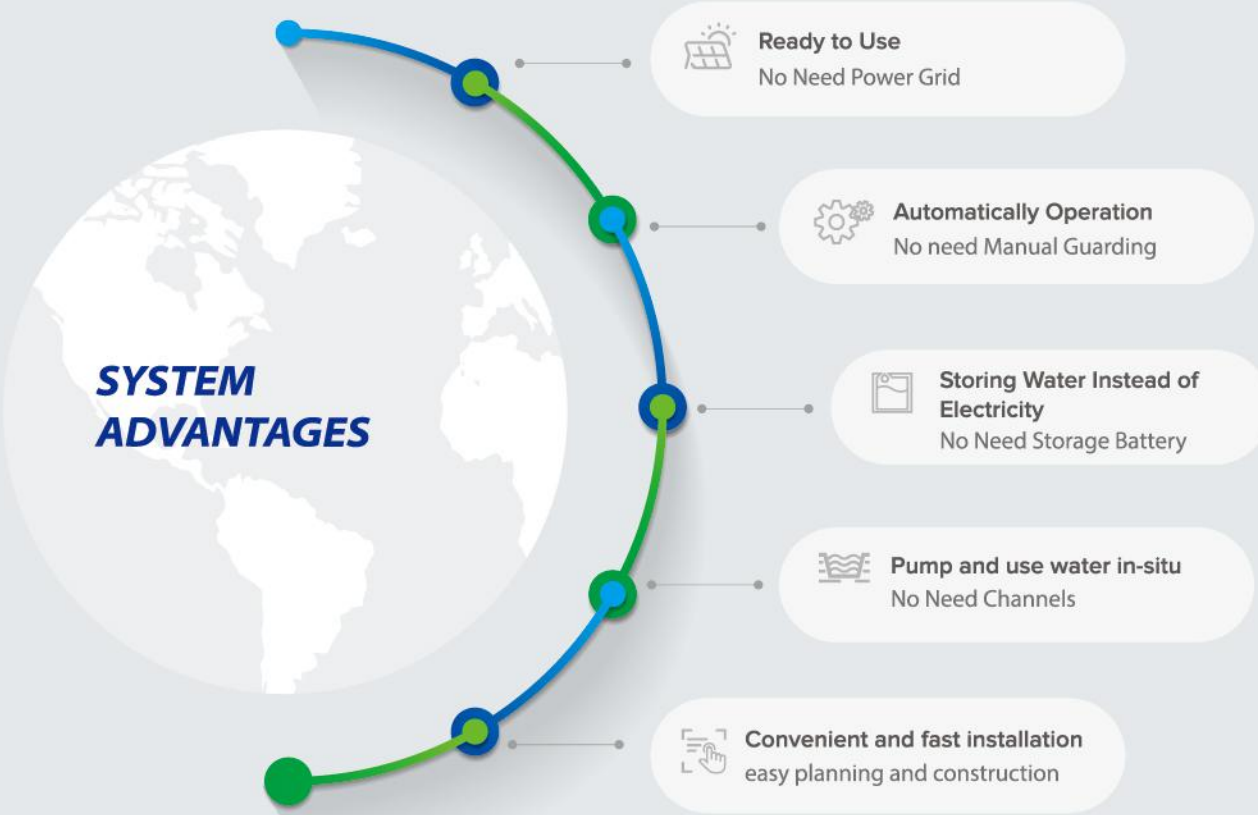 SYSTEM
ADVANTAGES
Ready to Use
No Need Power Grid
Automatically Operation
No need Manual Guarding
Storing Water Instead of
Electricity
No Need Storage Battery
Pump and use water in-situ
No Need Channels
Convenient and fast installation
easy planning and construction